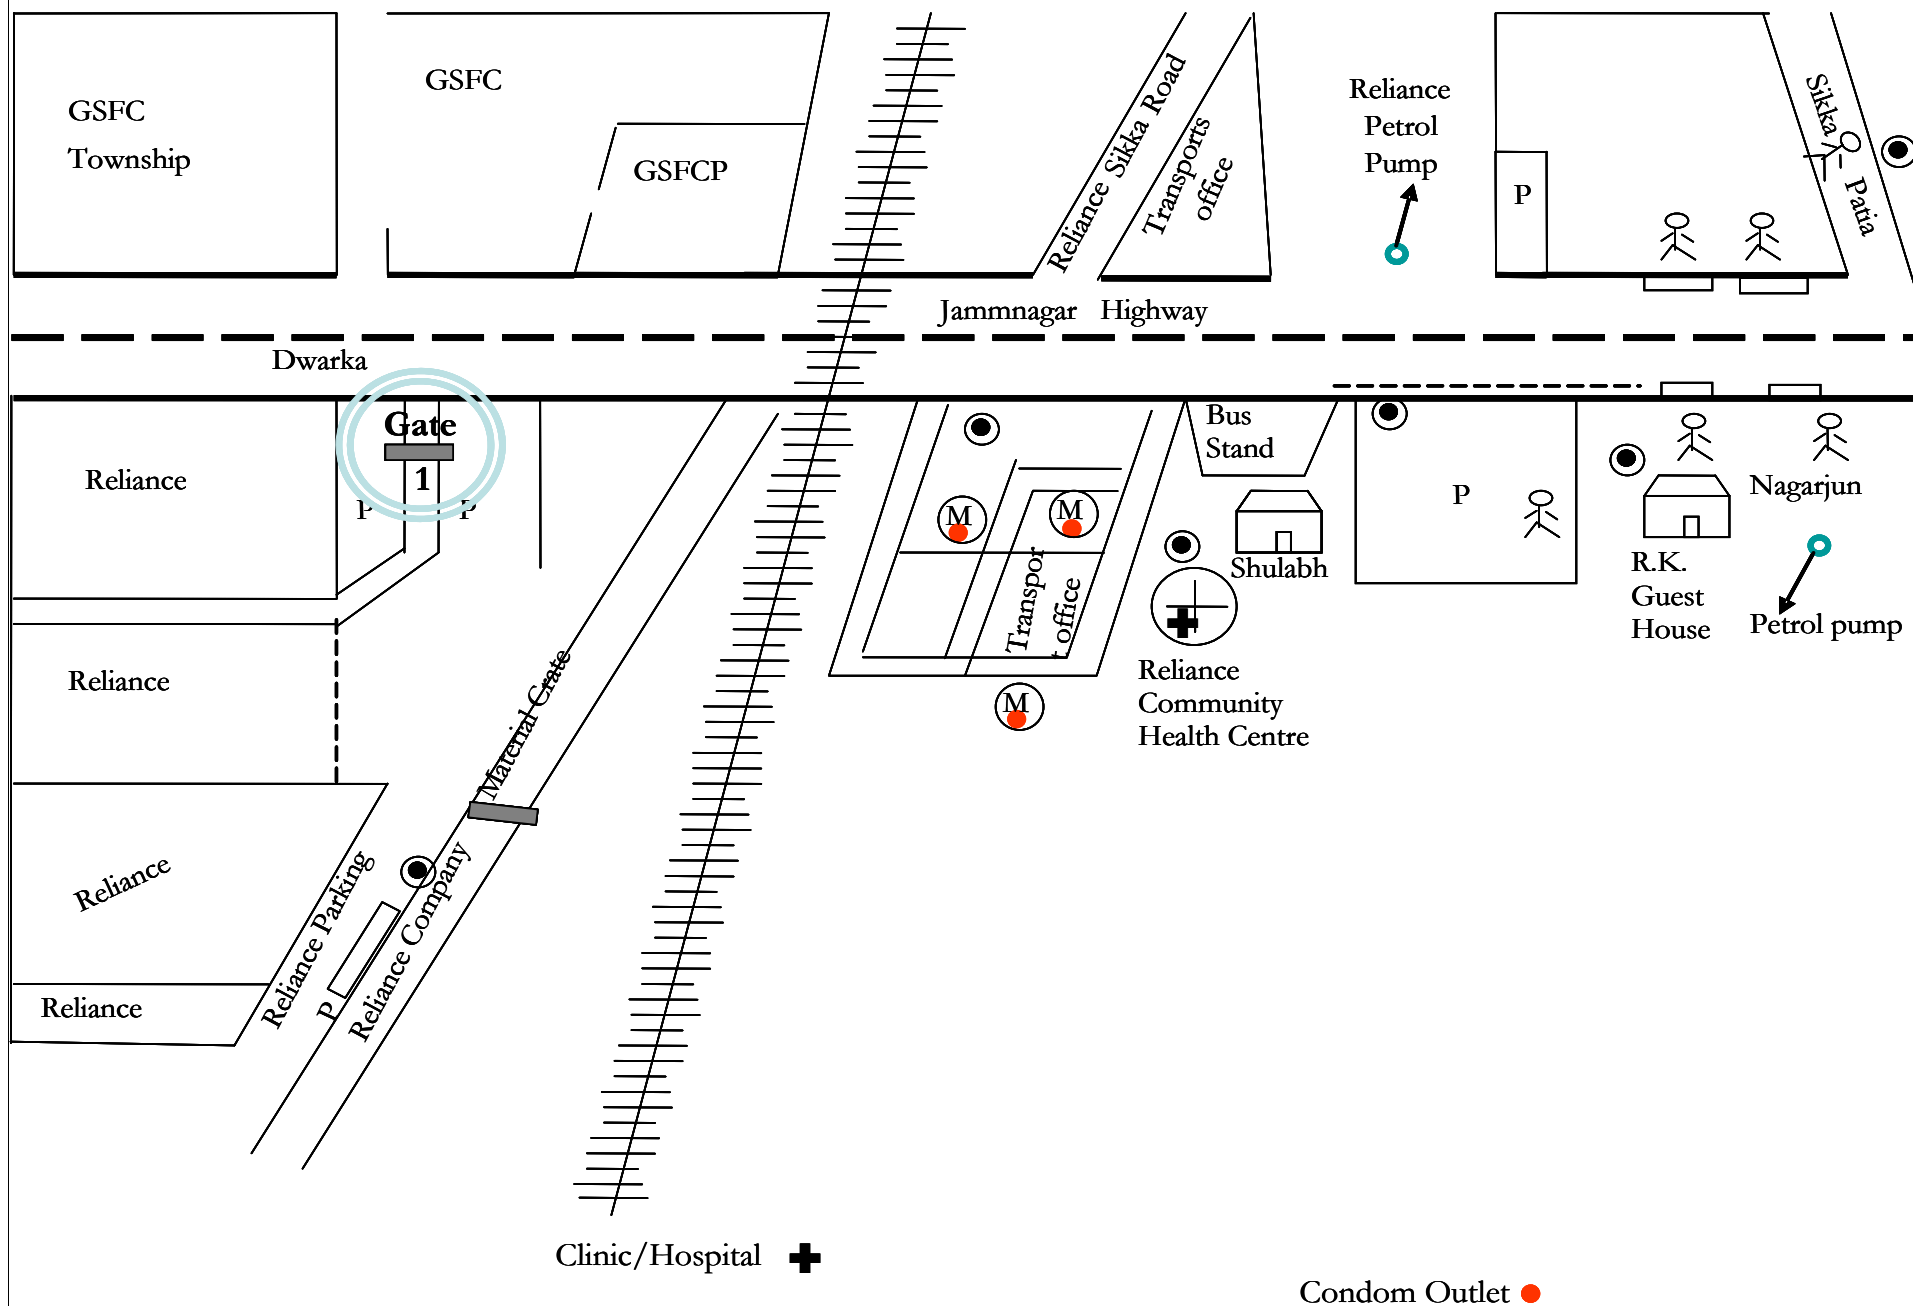 GSFC
Township
GSFC
GSFCP
Reliance Sikka Road
Transports
office
Reliance
Petrol
Pump
P
Sikka
Patia
Jammnagar Highway
Dwarka
Gate
1
P
P
Reliance
Bus
Stand
M
M
Transpor
t office
M
Shulabh
Reliance
Community
Health Centre
P
Nagarjun
R.K.
Guest
House
Petrol pump
Reliance
Material Crate
Reliance
Reliance Parking
P
Reliance Company
Reliance
Clinic/Hospital
Condom Outlet